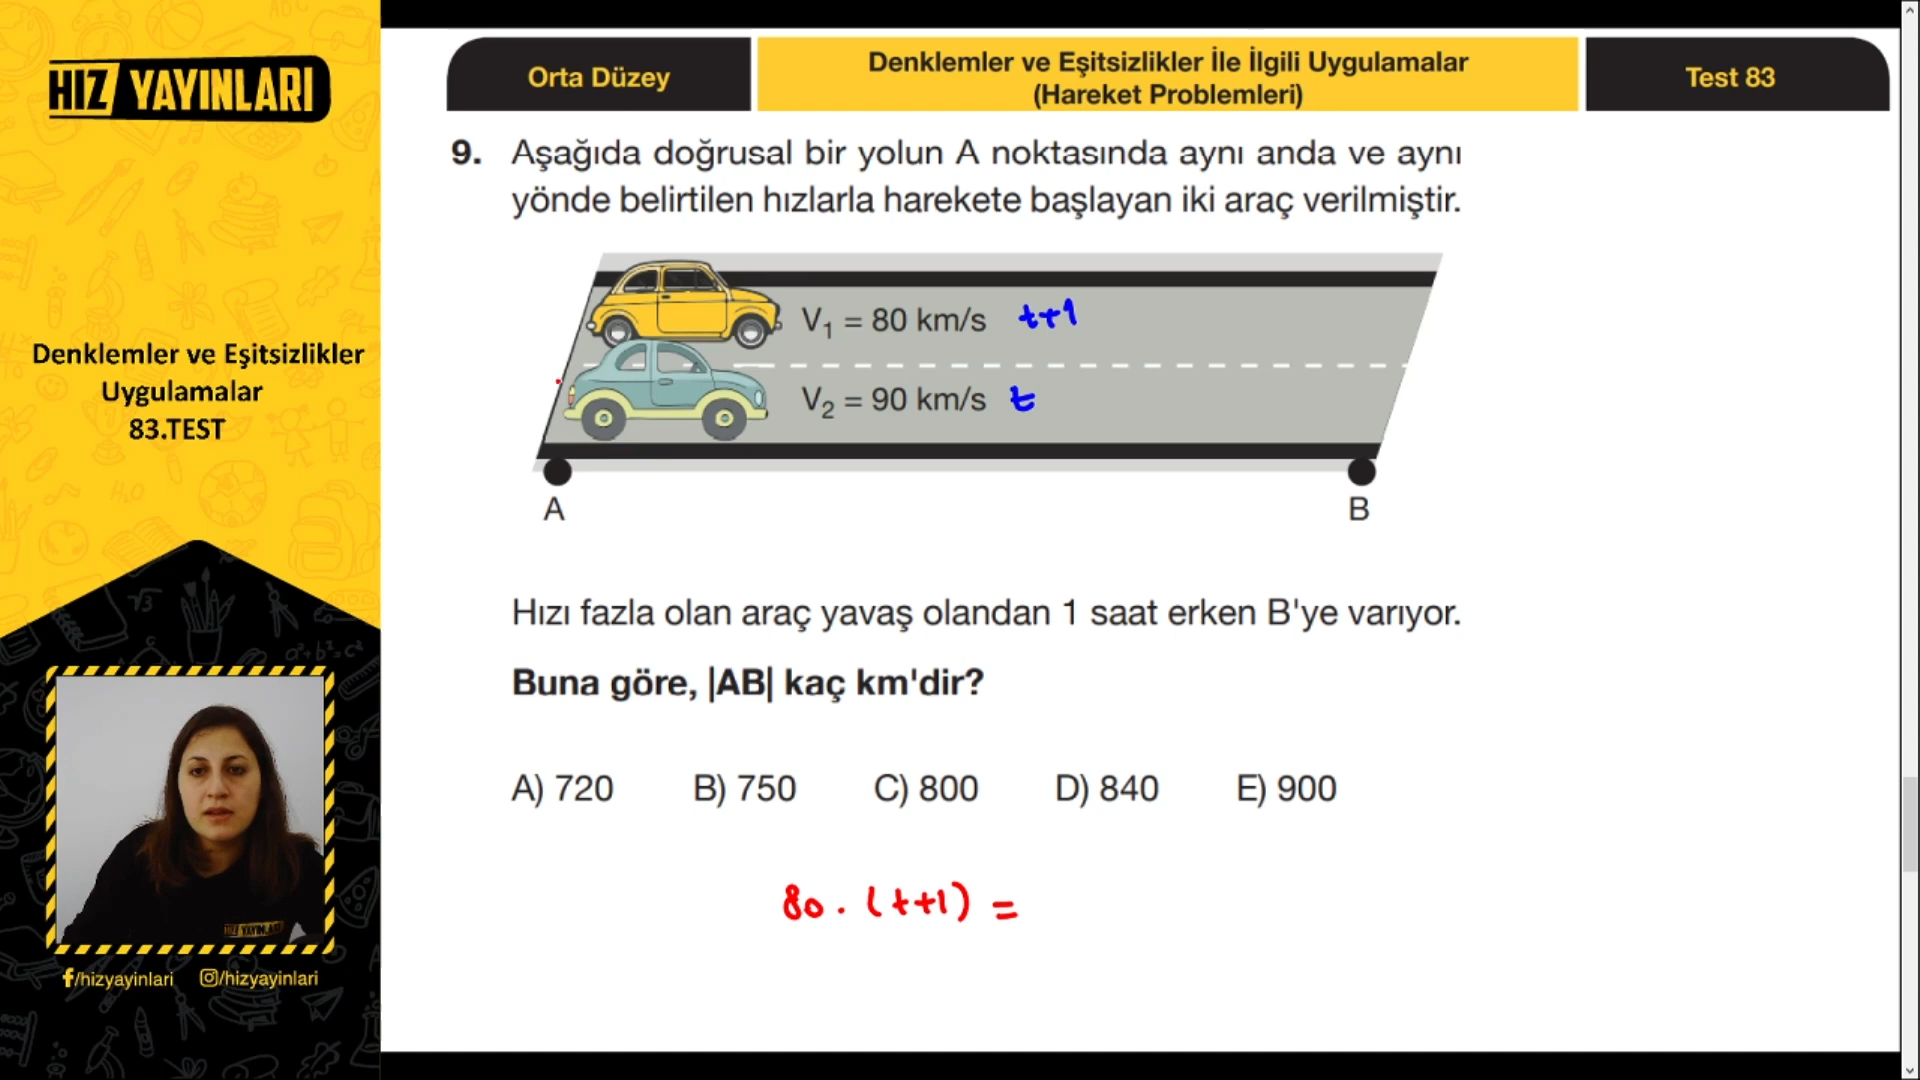 HIZ YAYINLARI
Denklemler ve Eşitsizlikler
Uygulamalar
83.TEST
HIZ YAYINLARI
f/hizyayinlari
/hizyayinlari
Orta Düzey
Denklemler ve Eşitsizlikler İle İlgili Uygulamalar
(Hareket Problemleri)
Test 83
9. Aşağıda doğrusal bir yolun A noktasında aynı anda ve aynı
yönde belirtilen hızlarla harekete başlayan iki araç verilmiştir.
V₁ = 80 km/s t+1
V₂ = 90 km/s t
A B
Hızı fazla olan araç yavaş olandan 1 saat erken B'ye varıyor.
Buna göre, |AB| kaç km'dir?
A) 720 B) 750 C) 800 D) 840 E) 900
80 . (t+1) =